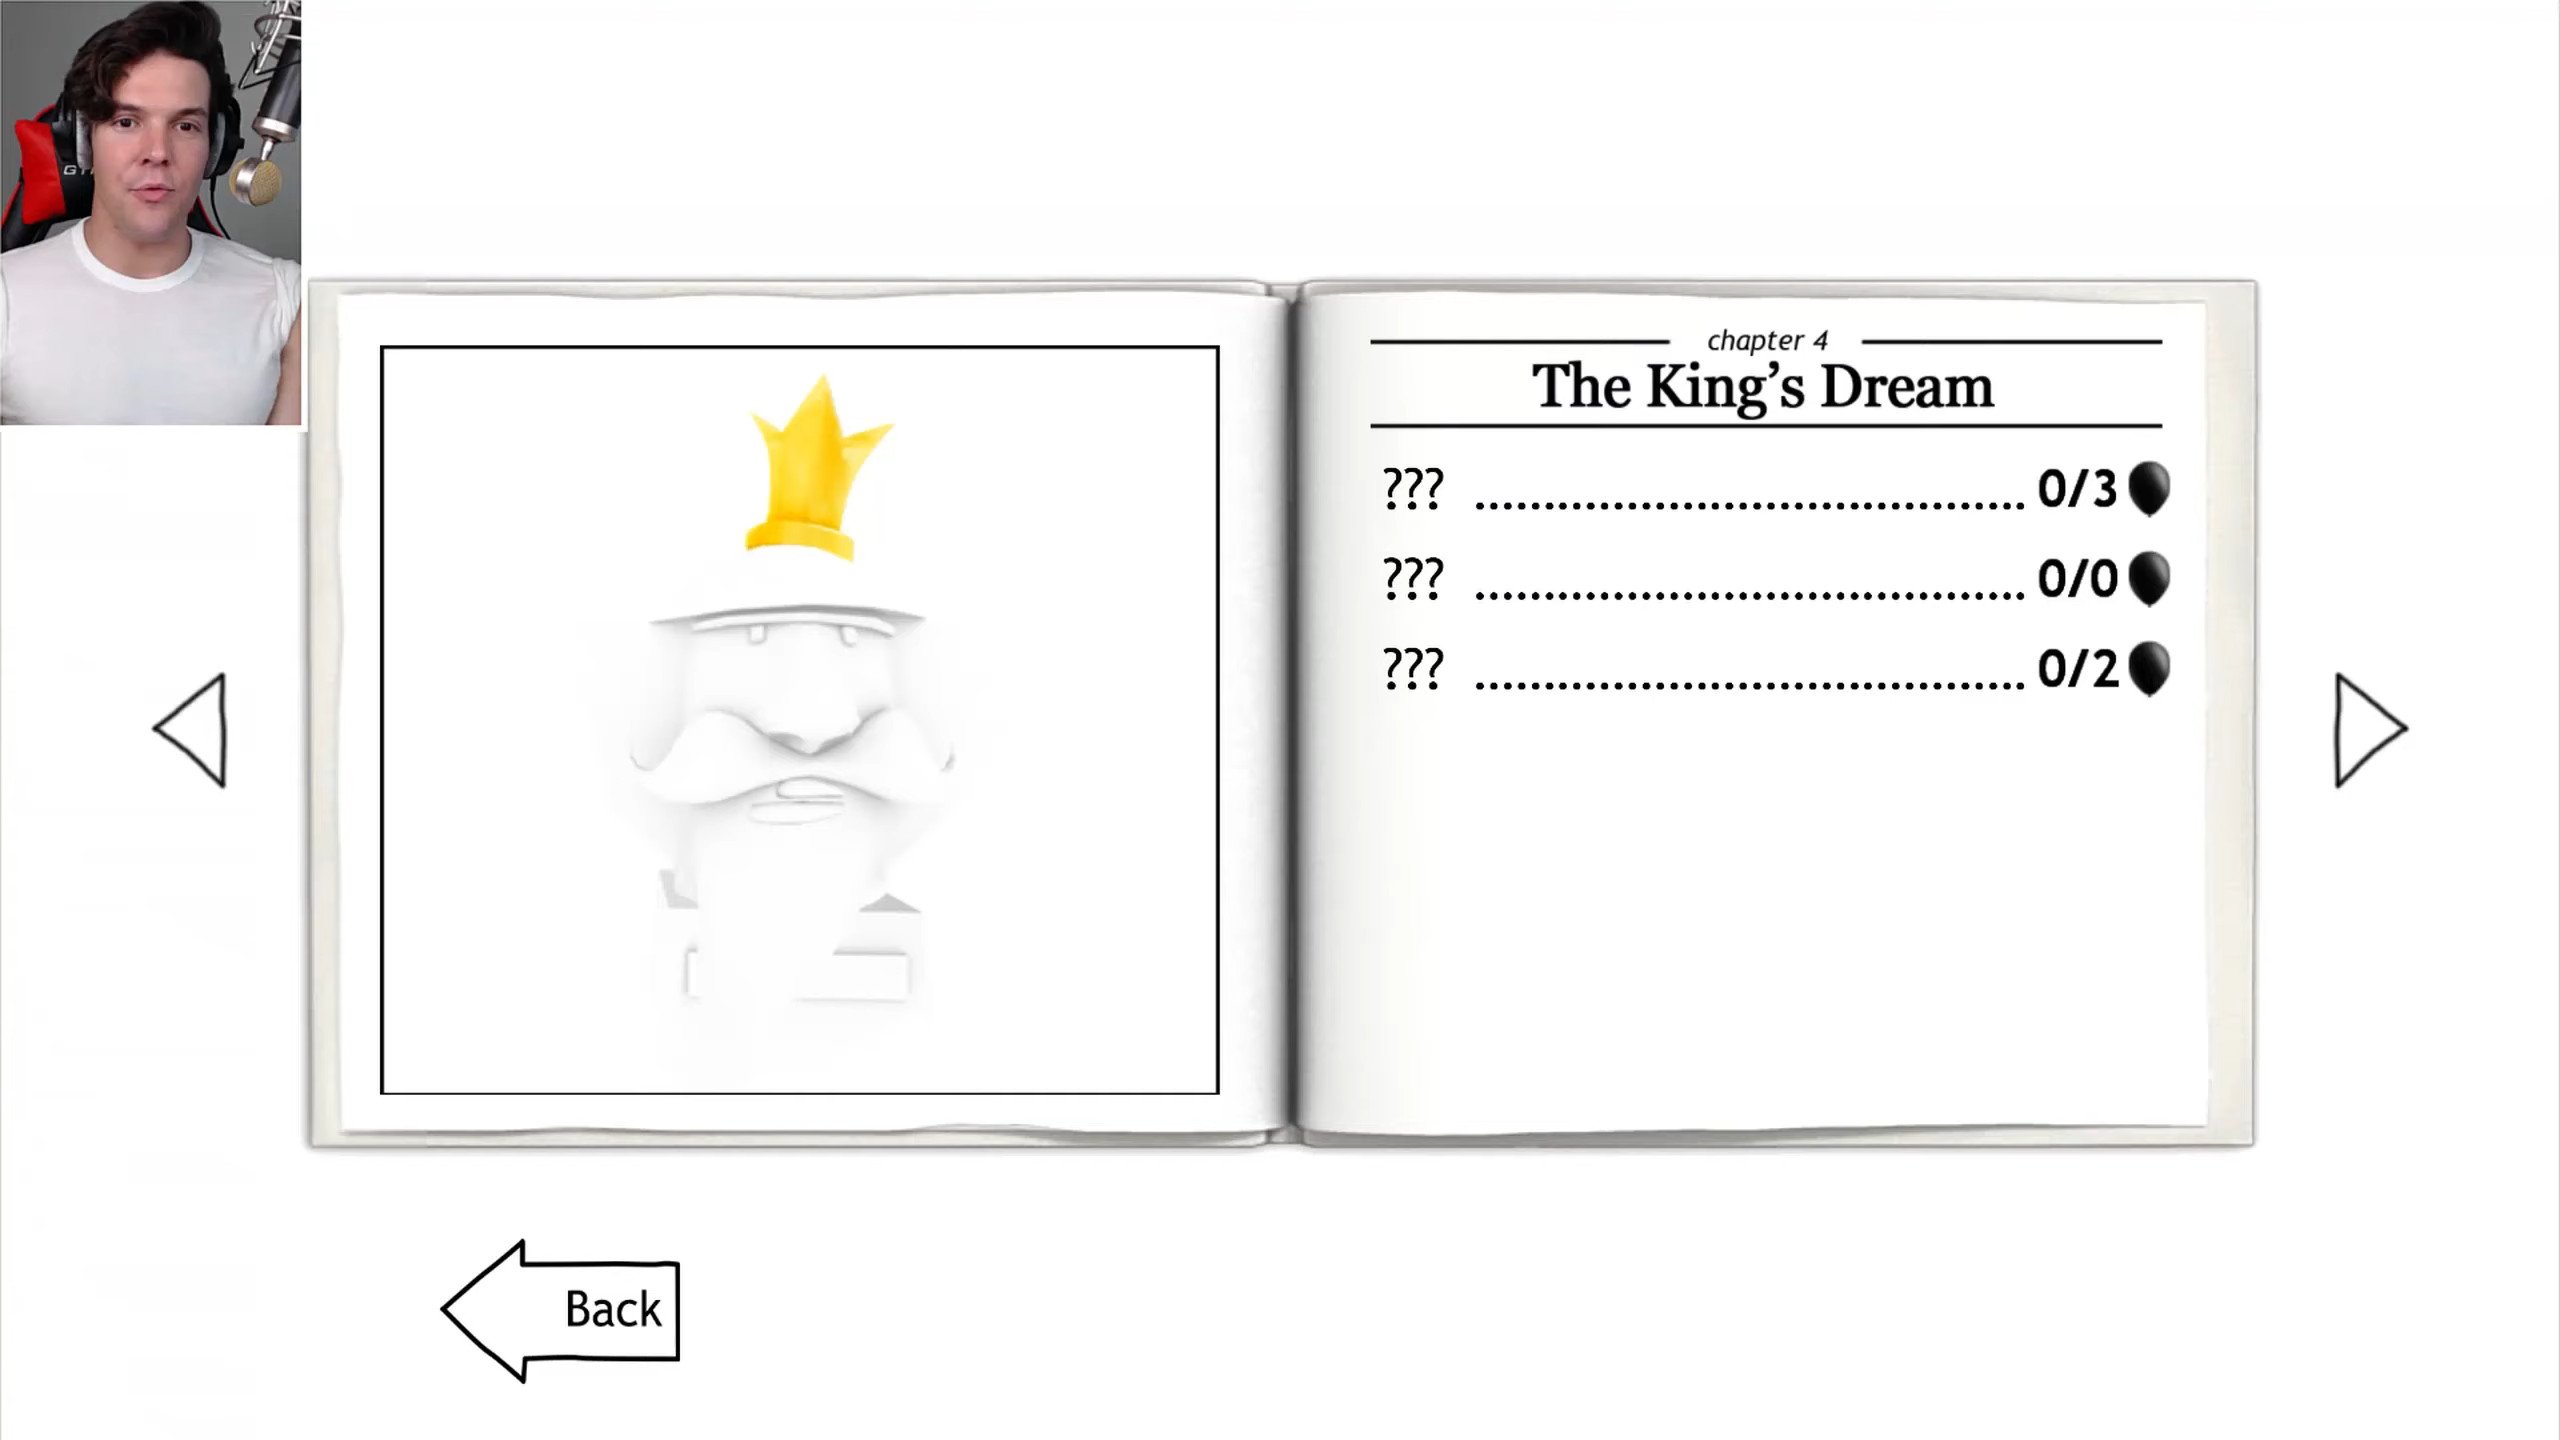 chapter 4
The King's Dream
??? ........................................ 0/3
??? ........................................ 0/0
??? ........................................ 0/2
Back